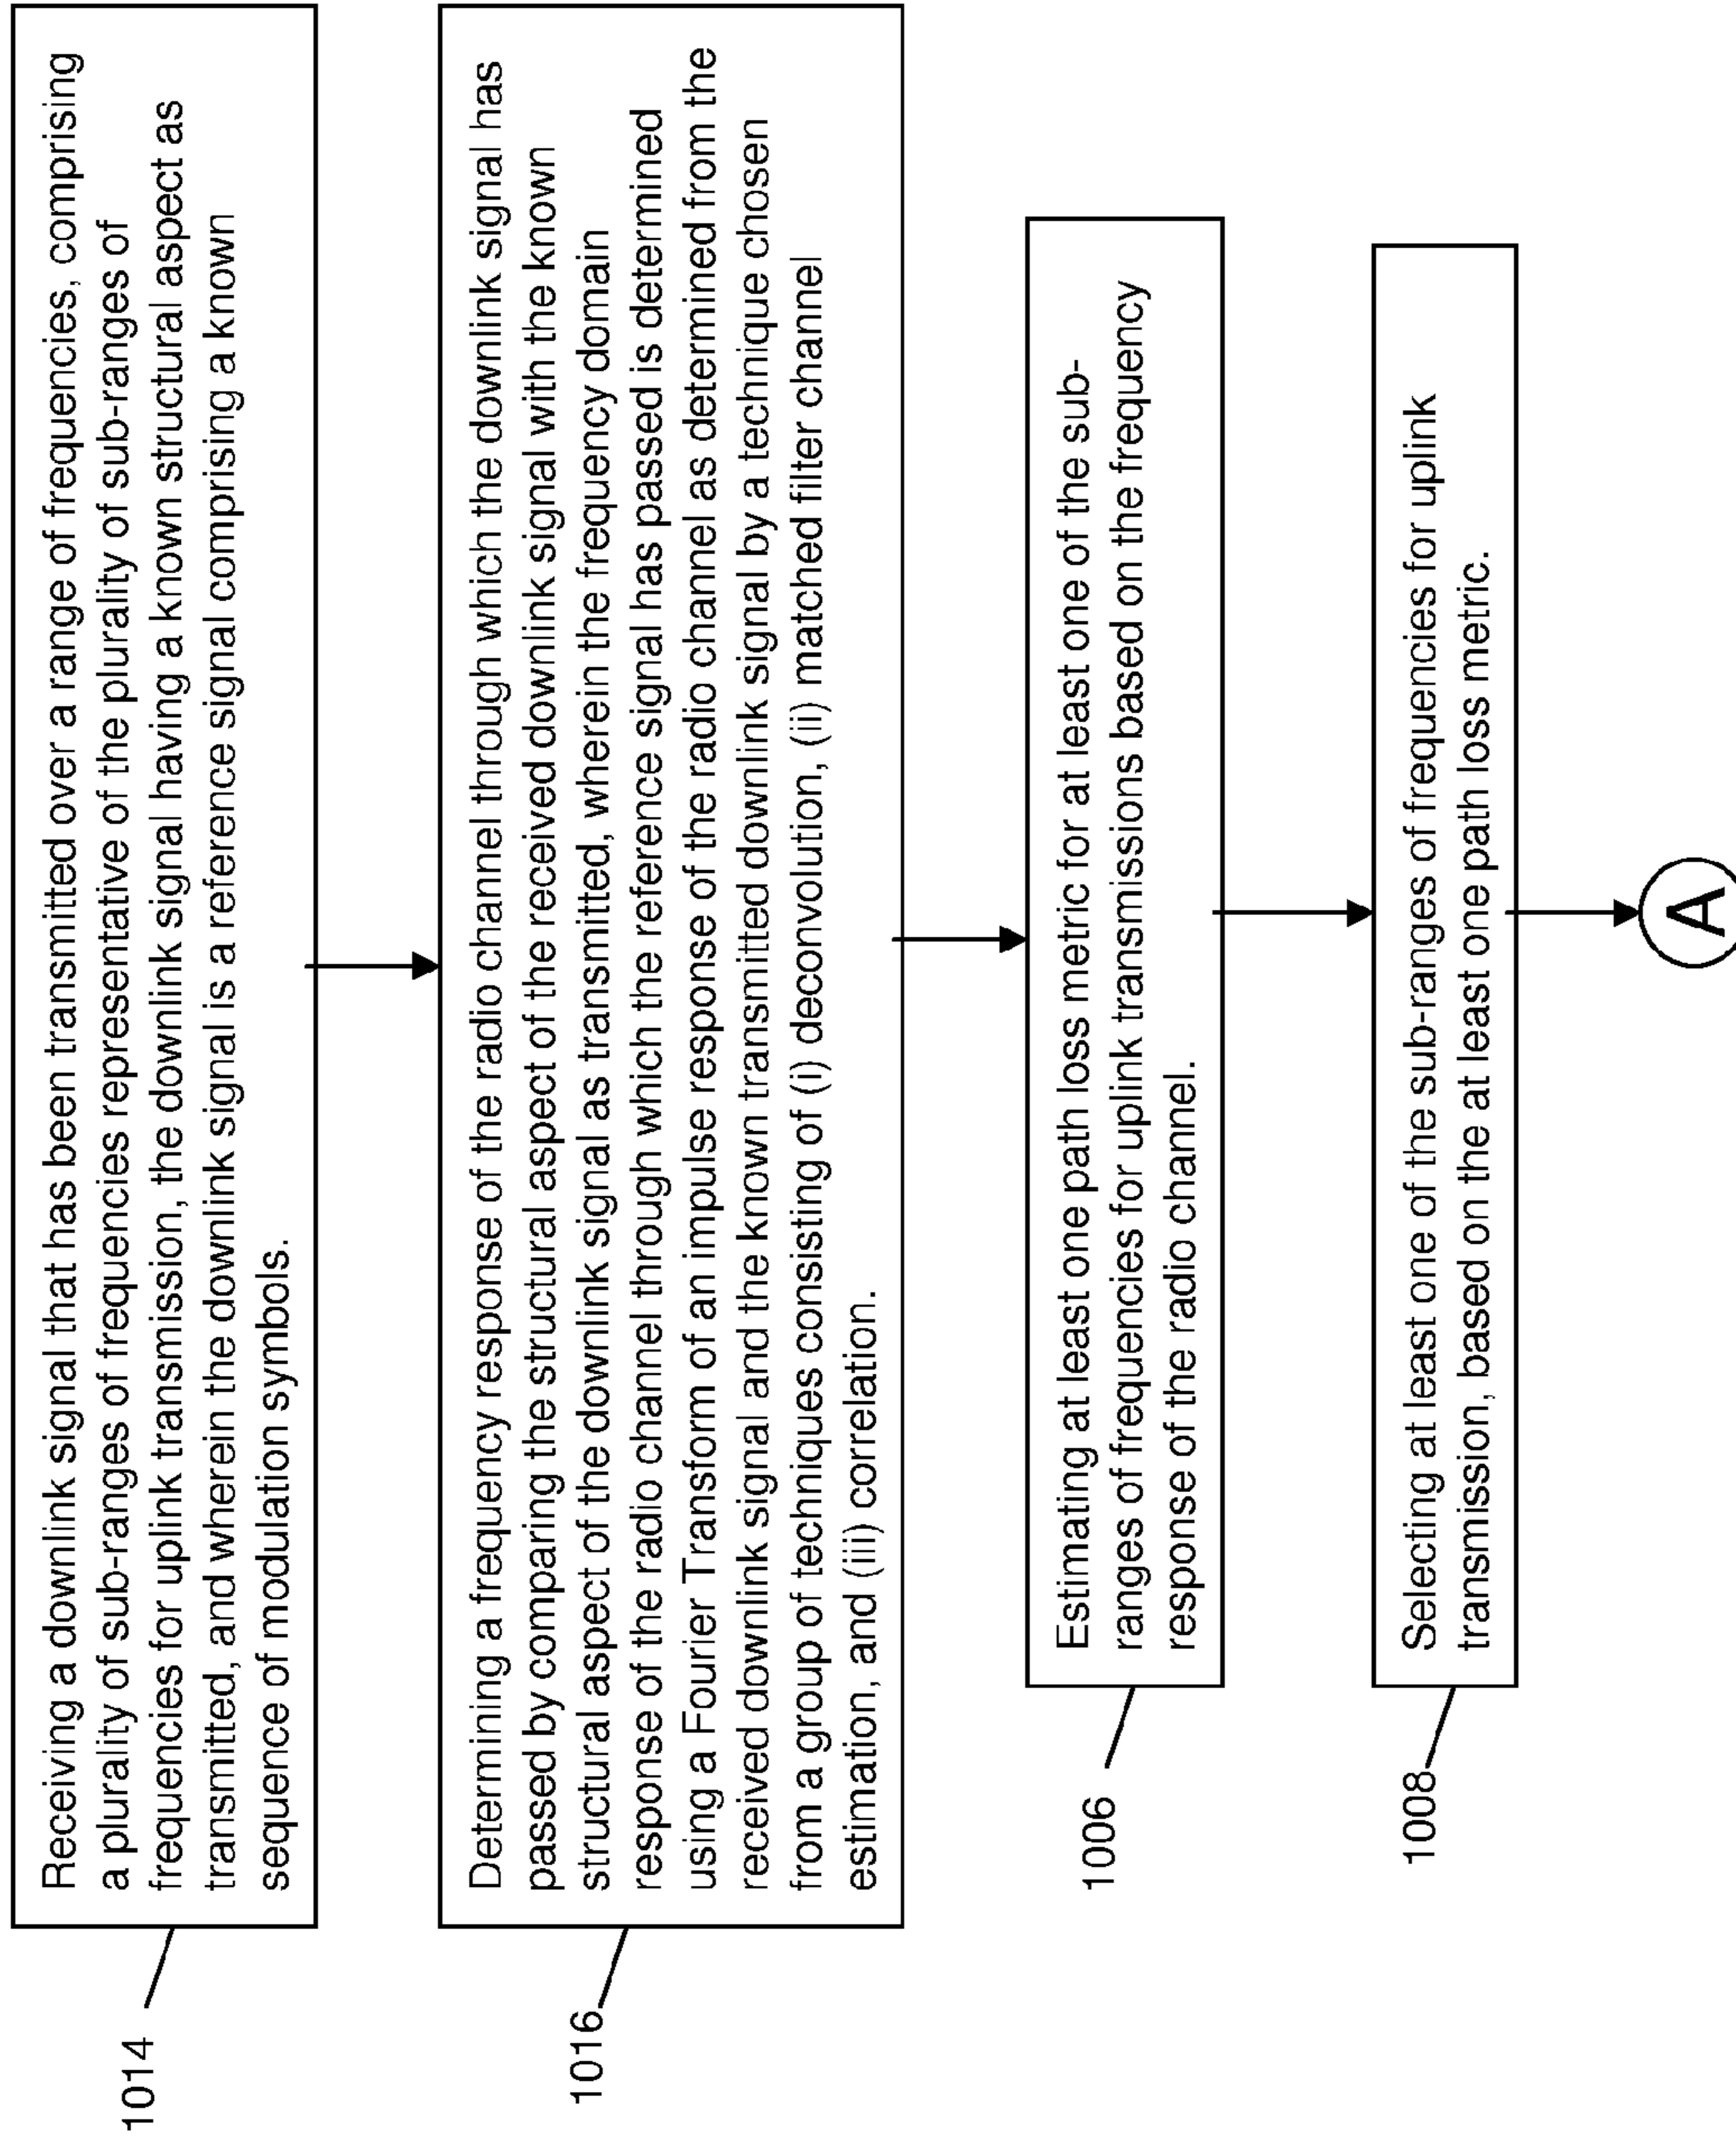 Receiving a downlink signal that has been transmitted over a range of frequencies, comprising
a plurality of sub-ranges of frequencies representative of the plurality of sub-ranges of
frequencies for uplink transmission, the downlink signal having a known structural aspect as
transmitted, and wherein the downlink signal is a reference signal comprising a known
sequence of modulation symbols.
1014
Determining a frequency response of the radio channel through which the downlink signal has
passed by comparing the structural aspect of the received downlink signal with the known
structural aspect of the downlink signal as transmitted, wherein the frequency domain
response of the radio channel through which the reference signal has passed is determined
using a Fourier Transform of an impulse response of the radio channel as determined from the
received downlink signal and the known transmitted downlink signal by a technique chosen
from a group of techniques consisting of (i) deconvolution, (ii) matched filter channel
estimation, and (iii) correlation.
1016
Estimating at least one path loss metric for at least one of the sub-
ranges of frequencies for uplink transmissions based on the frequency
response of the radio channel.
1006
Selecting at least one of the sub-ranges of frequencies for uplink
transmission, based on the at least one path loss metric.
1008
A